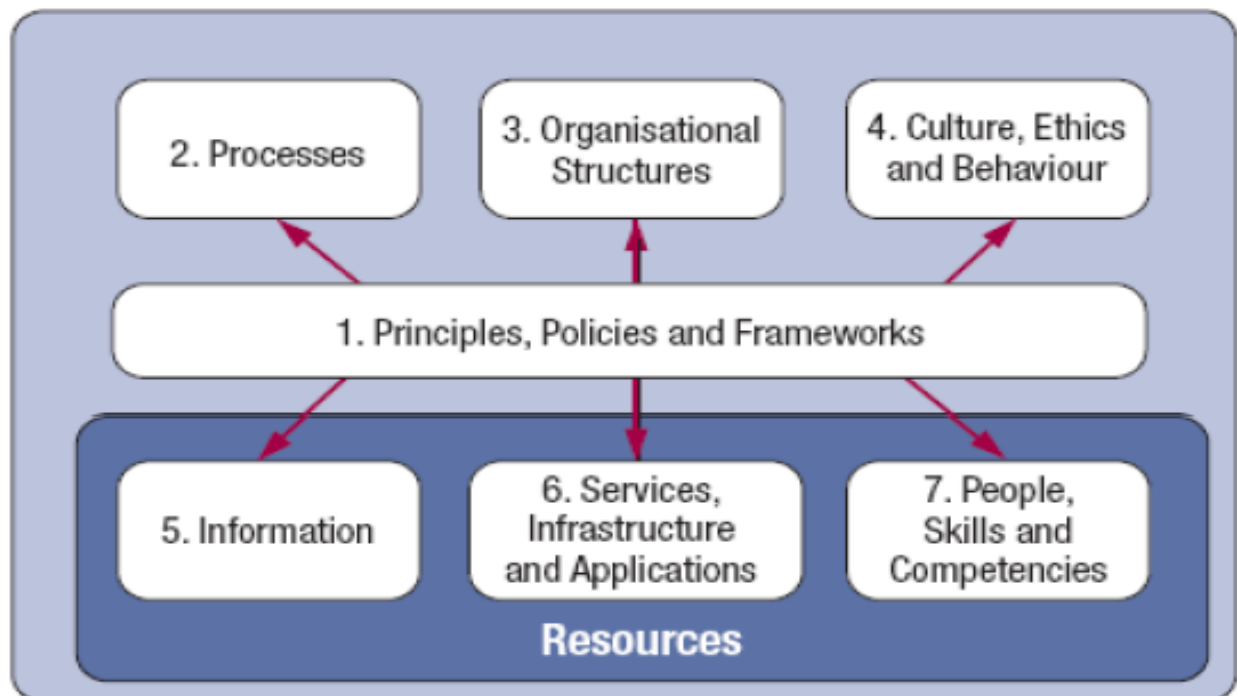 2. Processes
3. Organisational
Structures
4. Culture, Ethics
and Behaviour
1. Principles, Policies and Frameworks
5. Information
6. Services,
Infrastructure
and Applications
7. People,
Skills and
Competencies
Resources